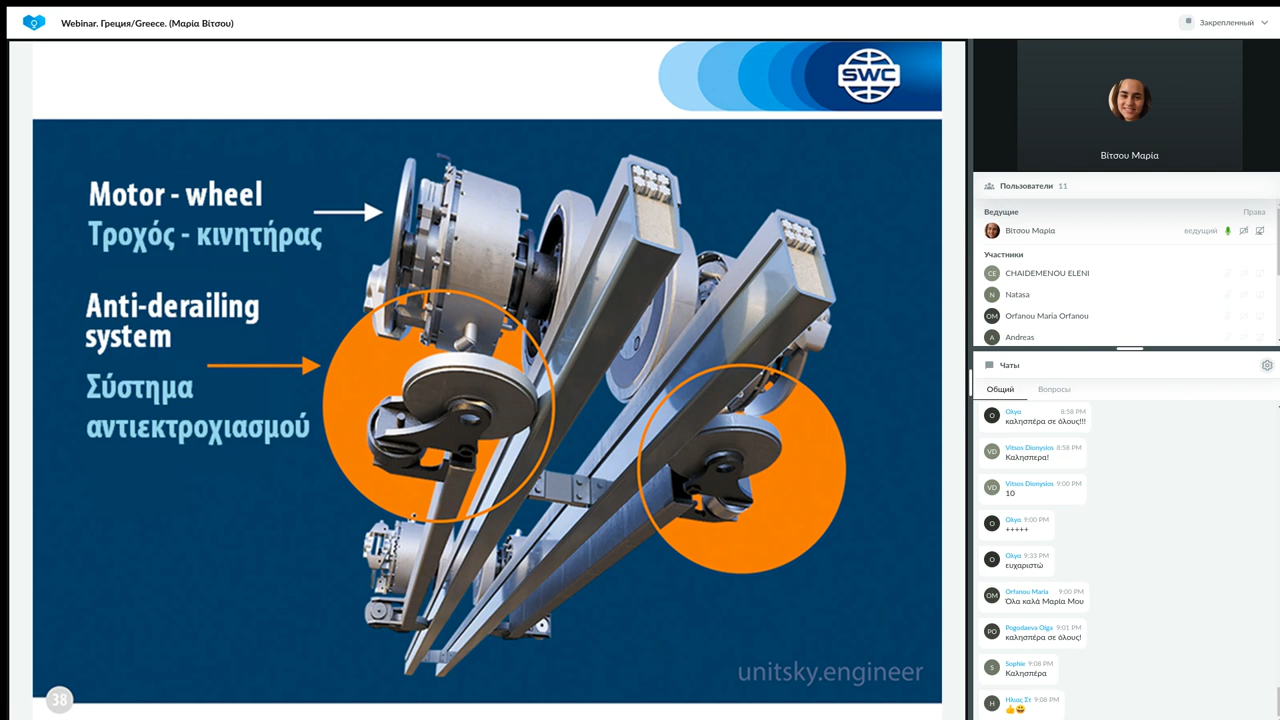 Webinar. Греция/Greece. (Μαρία Βίτσου)
Закрепленный
SWC
Motor - wheel
Τροχός - κινητήρας
Anti-derailing
system
Σύστημα
αντιεκτροχιασμού
unitsky.engineer
38
Βίτσου Μαρία
Пользователи 11
Ведущие Права
Βίτσου Μαρία ведущий
Участники
CE CHAIDEMENOU ELENI
N Natasa
OM Orfanou Maria Orfanou
A Andreas
Чаты
Общий Вопросы
O Olya 8:58 PM
καλησπέρα σε όλους!!!
VD Vitsos Dionysios 8:58 PM
Καλησπερα!
VD Vitsos Dionysios 9:00 PM
10
O Olya 9:00 PM
+++++
O Olya 9:33 PM
ευχαριστώ
OM Orfanou Maria 9:00 PM
Όλα καλά Μαρία Μου
PO Pogodaeva Olga 9:01 PM
καλησπέρα σε όλους!
S Sophie 9:08 PM
Καλησπέρα
H Ηλιας Στ 9:08 PM
👍😃